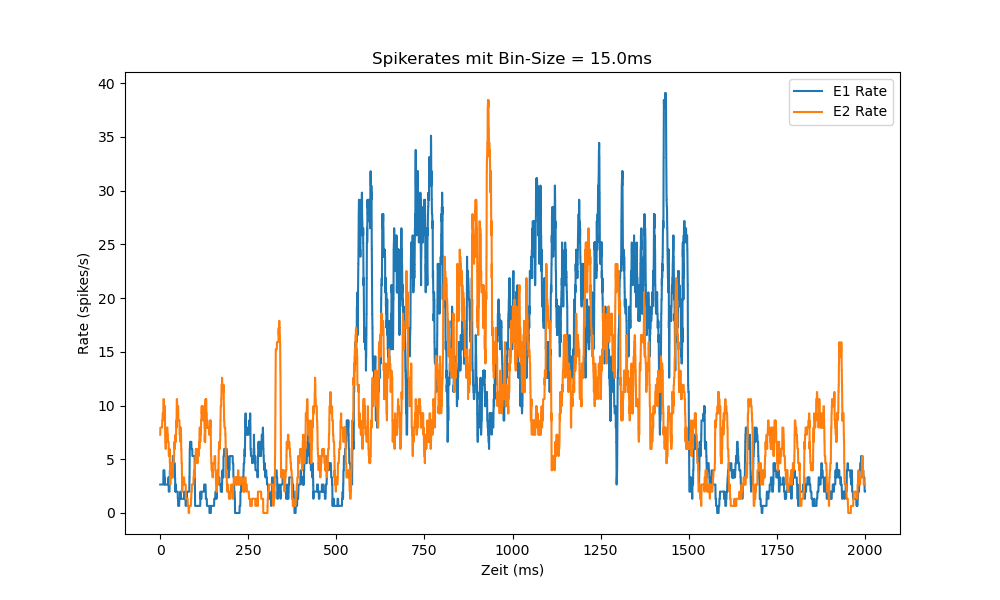 Spikerates mit Bin-Size = 15.0ms
E1 Rate
E2 Rate
Rate (spikes/s)
40
35
30
25
20
15
10
5
0
0 250 500 750 1000 1250 1500 1750 2000
Zeit (ms)